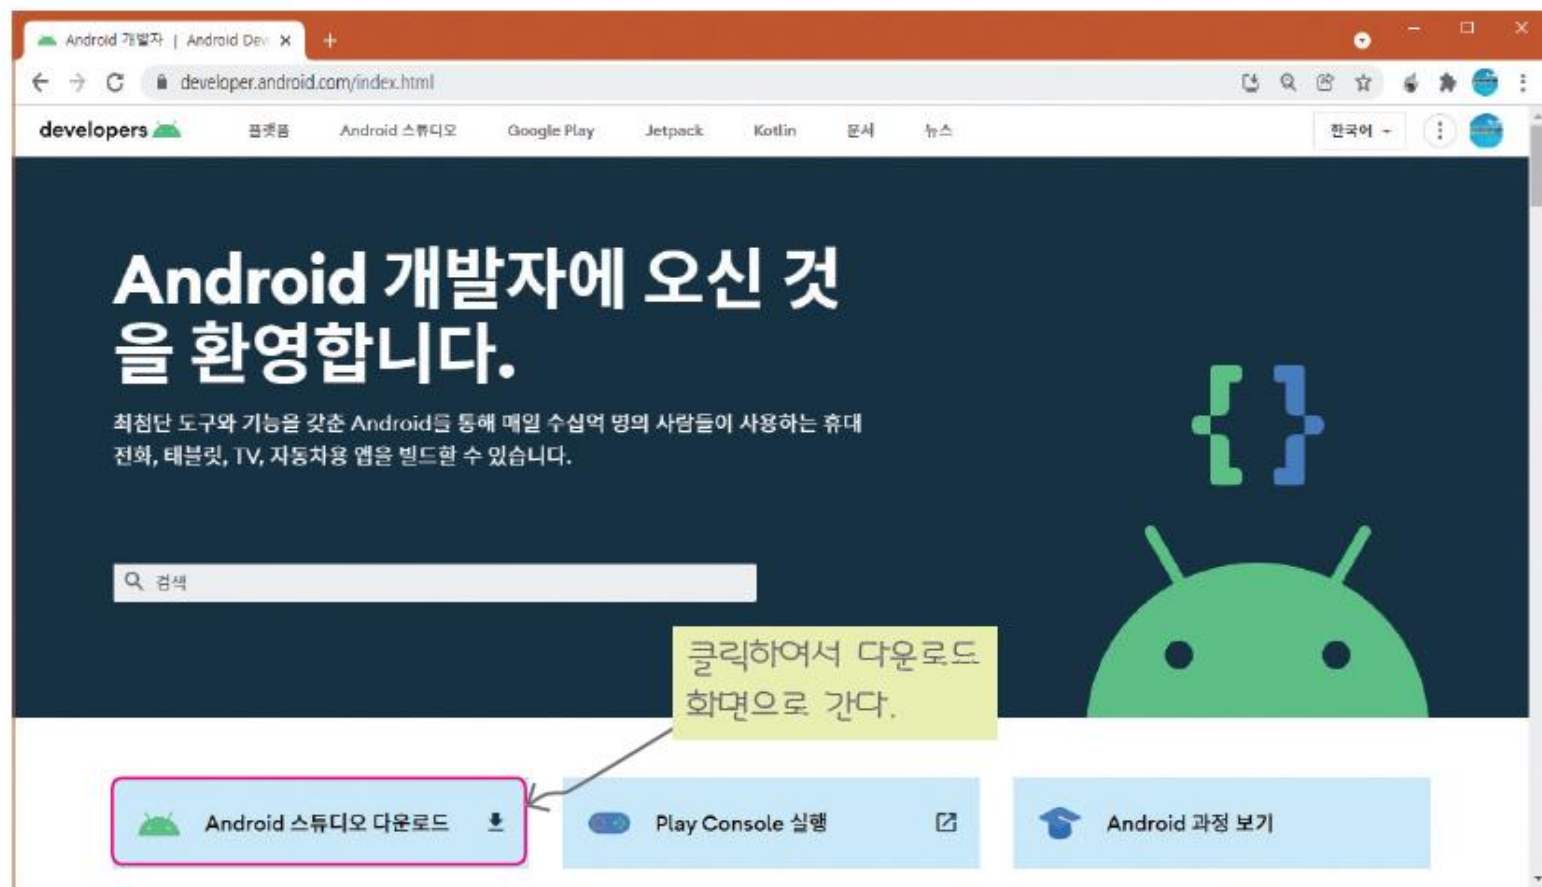 Android 개발자 | Android Dev
developer.android.com/index.html
developers 플랫폼 Android 스튜디오 Google Play Jetpack Kotlin 문서 뉴스 한국어
Android 개발자에 오신 것
을 환영합니다.
최첨단 도구와 기능을 갖춘 Android를 통해 매일 수십억 명의 사람들이 사용하는 휴대
전화, 태블릿, TV, 자동차용 앱을 빌드할 수 있습니다.
검색
클릭하여서 다운로드
화면으로 간다.
Android 스튜디오 다운로드 Play Console 실행 Android 과정 보기